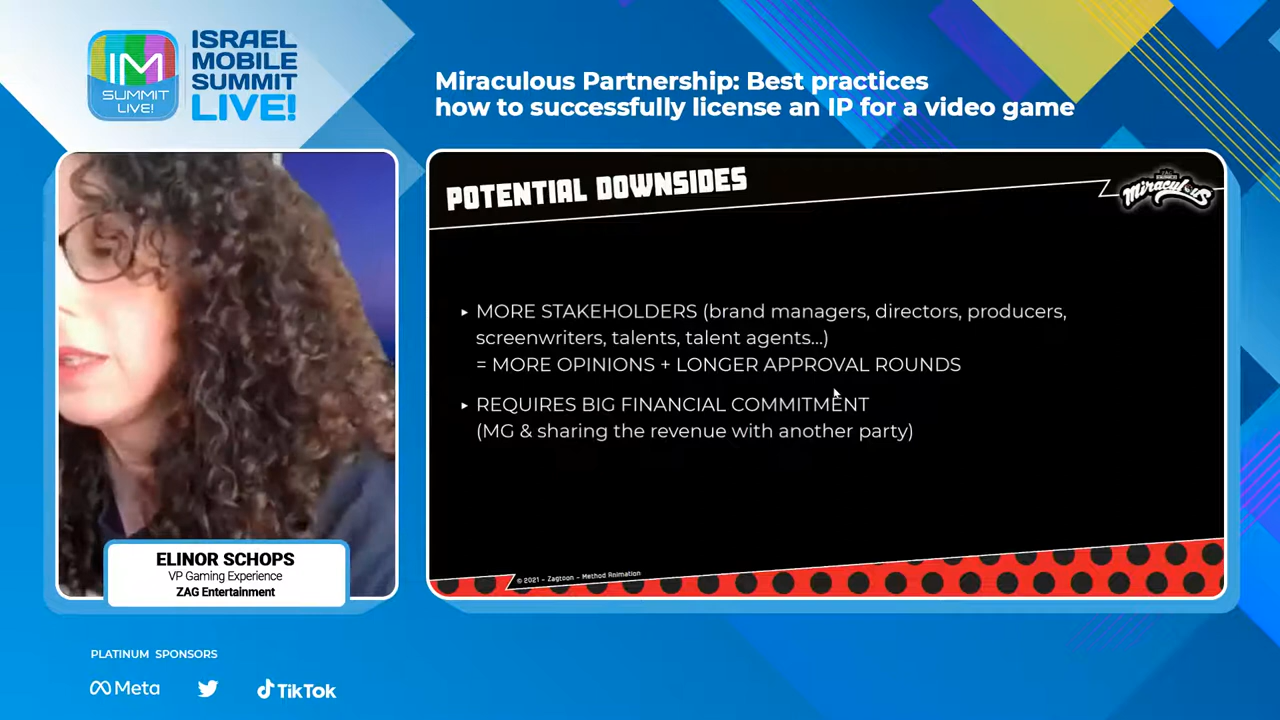 IM
SUMMIT
LIVE!
ISRAEL
MOBILE
SUMMIT
LIVE!
Miraculous Partnership: Best practices
how to successfully license an IP for a video game
POTENTIAL DOWNSIDES
Miraculous
▸ MORE STAKEHOLDERS (brand managers, directors, producers,
screenwriters, talents, talent agents...)
= MORE OPINIONS + LONGER APPROVAL ROUNDS
▸ REQUIRES BIG FINANCIAL COMMITMENT
(MG & sharing the revenue with another party)
© 2021 - Zagtoon - Method Animation
ELINOR SCHOPS
VP Gaming Experience
ZAG Entertainment
PLATINUM SPONSORS
Meta
TikTok